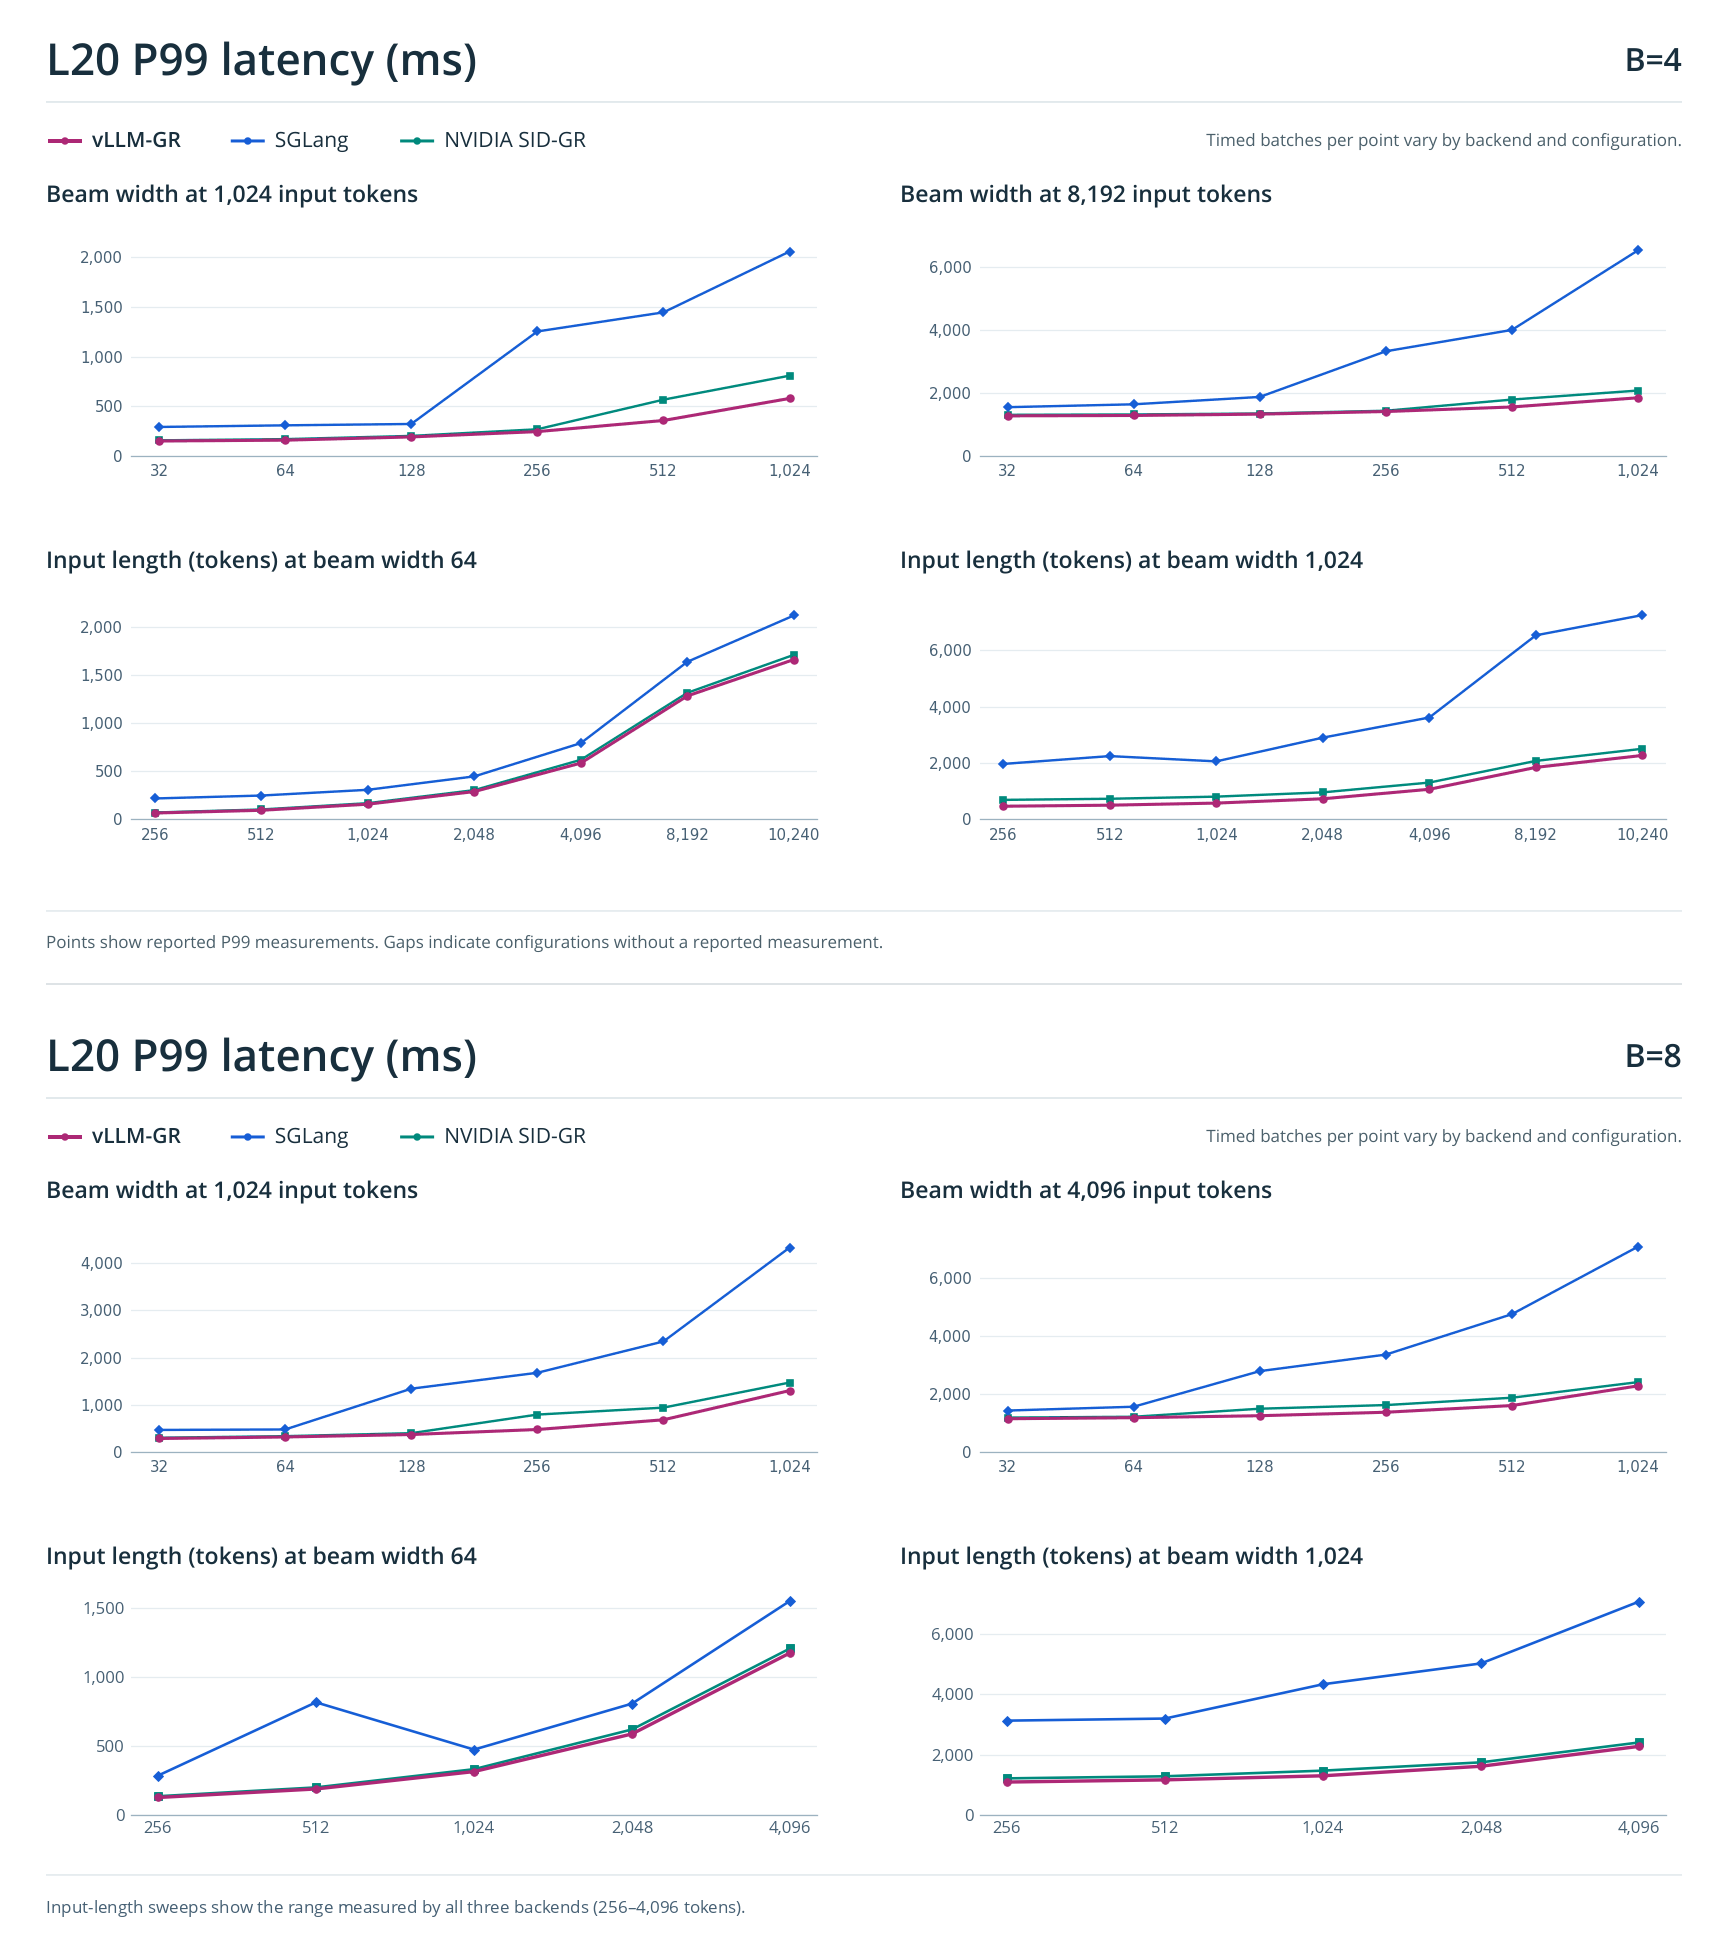 L20 P99 latency (ms)
B=4
vLLM-GR
SGLang
NVIDIA SID-GR
Timed batches per point vary by backend and configuration.
Beam width at 1,024 input tokens
2,000
1,500
1,000
500
0
32 64 128 256 512 1,024
Beam width at 8,192 input tokens
6,000
4,000
2,000
0
32 64 128 256 512 1,024
Input length (tokens) at beam width 64
2,000
1,500
1,000
500
0
256 512 1,024 2,048 4,096 8,192 10,240
Input length (tokens) at beam width 1,024
6,000
4,000
2,000
0
256 512 1,024 2,048 4,096 8,192 10,240
Points show reported P99 measurements. Gaps indicate configurations without a reported measurement.
L20 P99 latency (ms)
B=8
vLLM-GR
SGLang
NVIDIA SID-GR
Timed batches per point vary by backend and configuration.
Beam width at 1,024 input tokens
4,000
3,000
2,000
1,000
0
32 64 128 256 512 1,024
Beam width at 4,096 input tokens
6,000
4,000
2,000
0
32 64 128 256 512 1,024
Input length (tokens) at beam width 64
1,500
1,000
500
0
256 512 1,024 2,048 4,096
Input length (tokens) at beam width 1,024
6,000
4,000
2,000
0
256 512 1,024 2,048 4,096
Input-length sweeps show the range measured by all three backends (256–4,096 tokens).